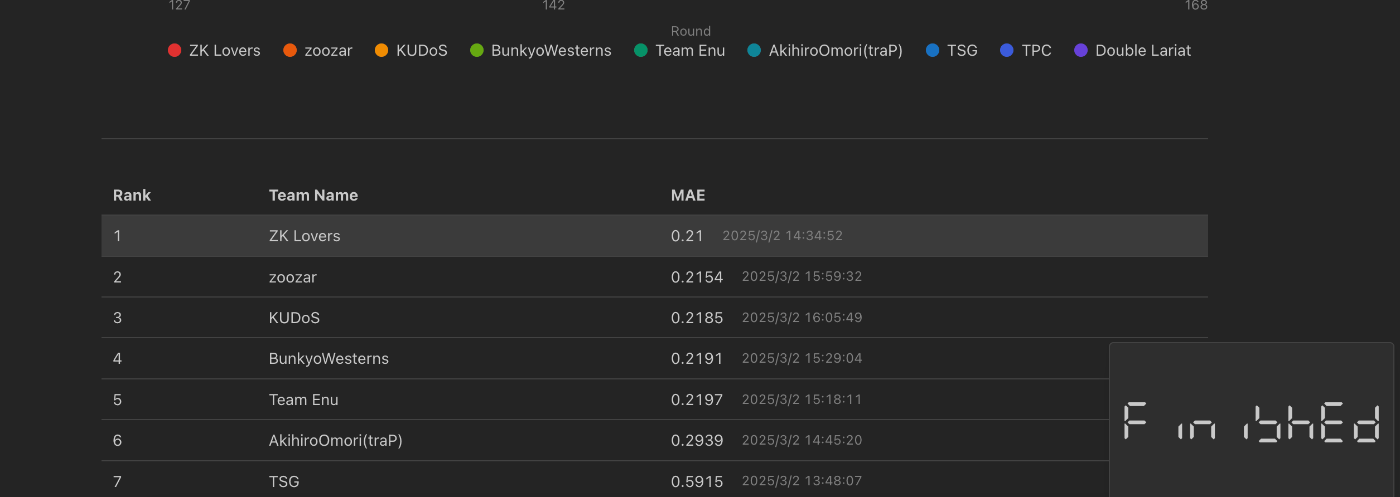 127 142 168
Round
ZK Lovers zoozar KUDoS BunkyoWesterns Team Enu AkihiroOmori(traP) TSG TPC Double Lariat
Rank Team Name MAE
1 ZK Lovers 0.21 2025/3/2 14:34:52
2 zoozar 0.2154 2025/3/2 15:59:32
3 KUDoS 0.2185 2025/3/2 16:05:49
4 BunkyoWesterns 0.2191 2025/3/2 15:29:04
5 Team Enu 0.2197 2025/3/2 15:18:11
6 AkihiroOmori(traP) 0.2939 2025/3/2 14:45:20
7 TSG 0.5915 2025/3/2 13:48:07
FinishEd